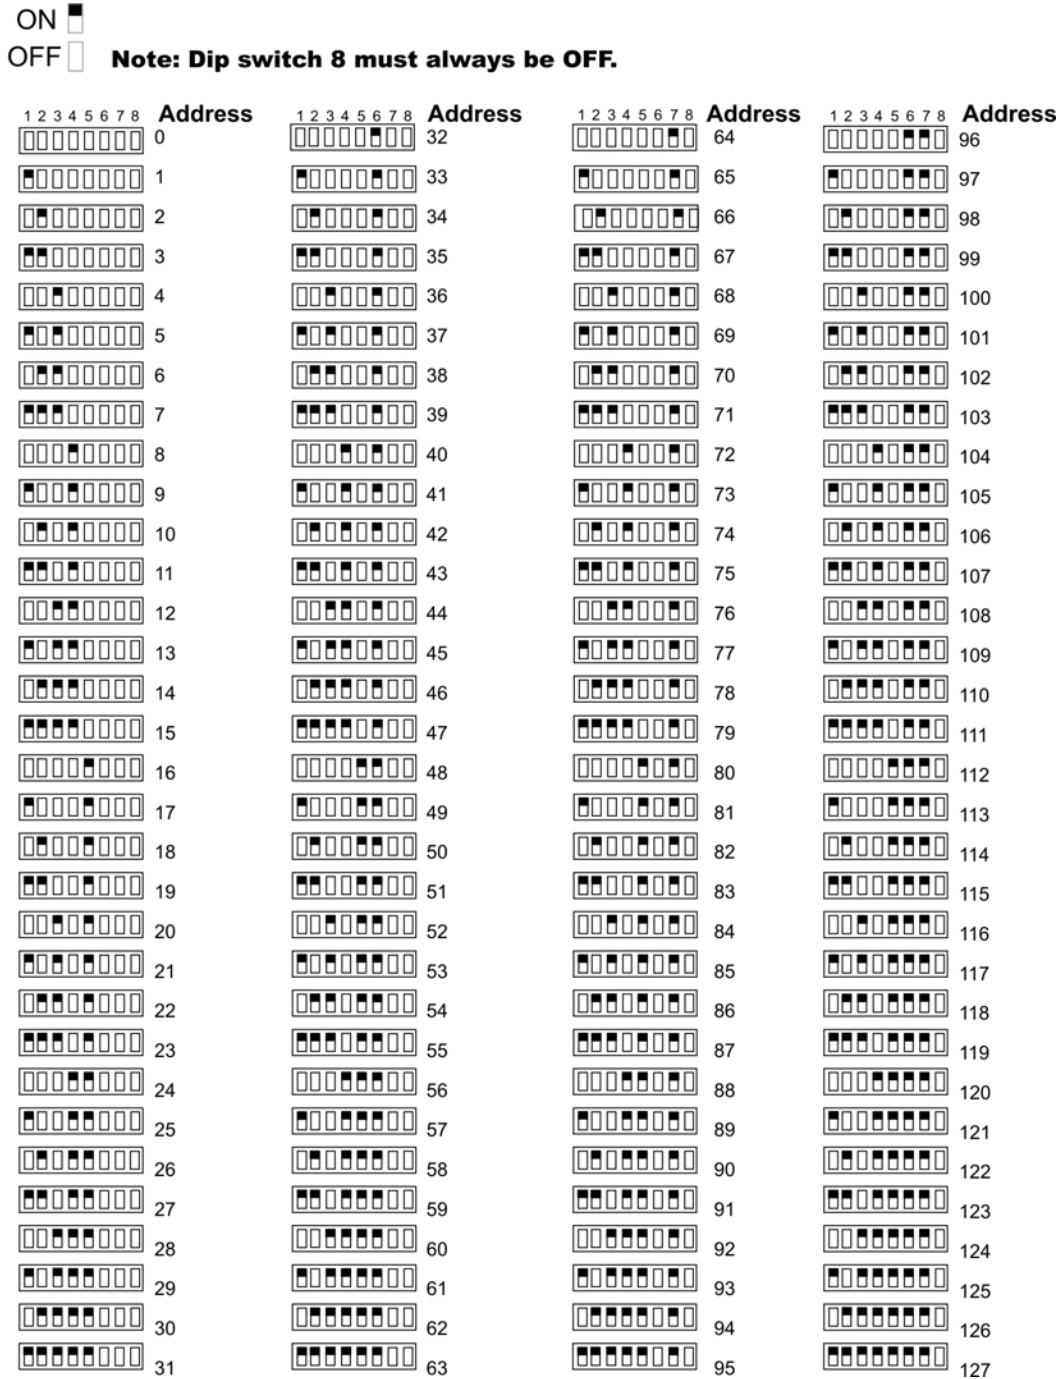 ON
OFF Note: Dip switch 8 must always be OFF.
1 2 3 4 5 6 7 8 Address 1 2 3 4 5 6 7 8 Address 1 2 3 4 5 6 7 8 Address 1 2 3 4 5 6 7 8 Address
0 32 64 96
1 33 65 97
2 34 66 98
3 35 67 99
4 36 68 100
5 37 69 101
6 38 70 102
7 39 71 103
8 40 72 104
9 41 73 105
10 42 74 106
11 43 75 107
12 44 76 108
13 45 77 109
14 46 78 110
15 47 79 111
16 48 80 112
17 49 81 113
18 50 82 114
19 51 83 115
20 52 84 116
21 53 85 117
22 54 86 118
23 55 87 119
24 56 88 120
25 57 89 121
26 58 90 122
27 59 91 123
28 60 92 124
29 61 93 125
30 62 94 126
31 63 95 127